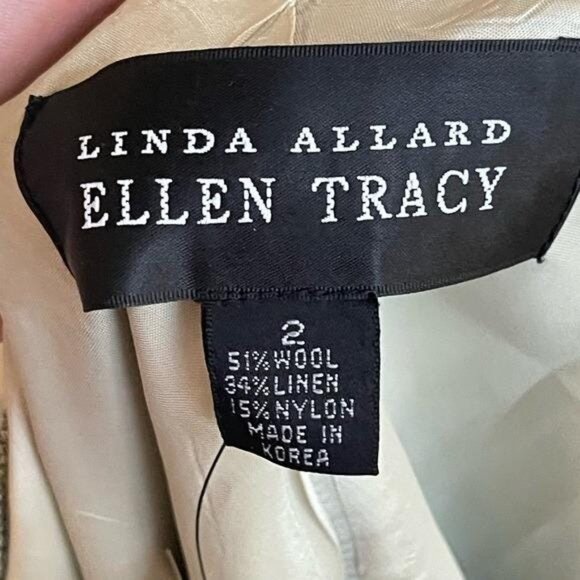 LINDA ALLARD
ELLEN TRACY
2
51% WOOL
34% LINEN
15% NYLON
MADE IN
KOREA